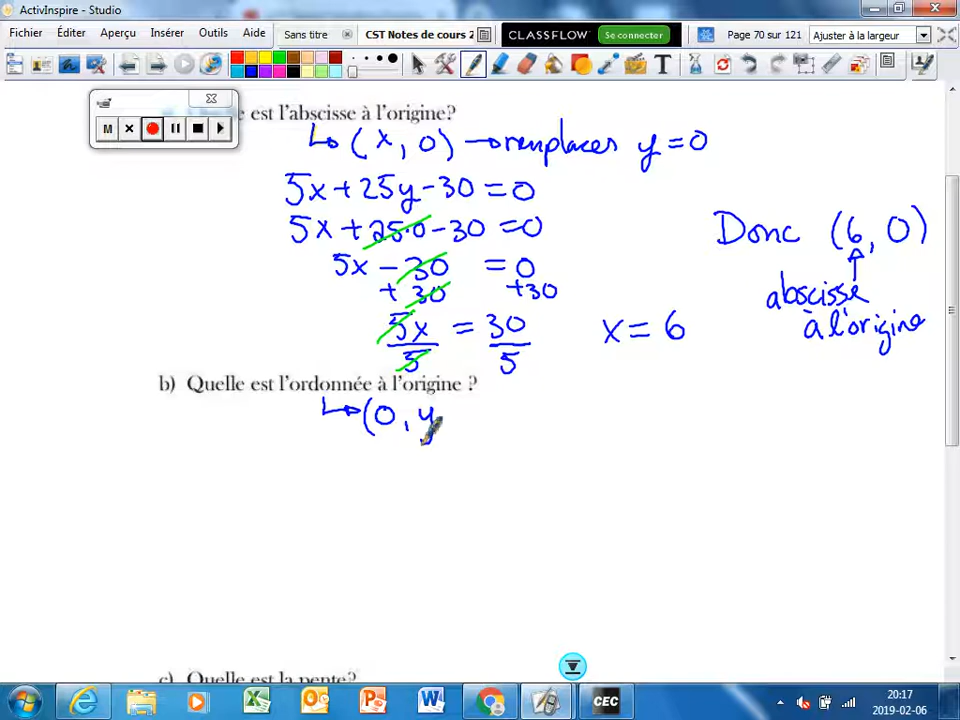 ActivInspire - Studio
Fichier Éditer Aperçu Insérer Outils Aide
Sans titre
CST Notes de cours 2
CLASSFLOW
Se connecter
Page 70 sur 121
Ajuster à la largeur
M
est l'abscisse à l'origine?
↳ (x, 0) → remplacer y = 0
5x + 25y - 30 = 0
5x + 25·0 - 30 = 0
5x - 30 = 0
+ 30 +30
5x = 30
5 5
x = 6
Donc (6, 0)
abscisse
à l'origine
b) Quelle est l'ordonnée à l'origine ?
↳ (0, y
c) Quelle est la pente?
CEC
20:17
2019-02-06